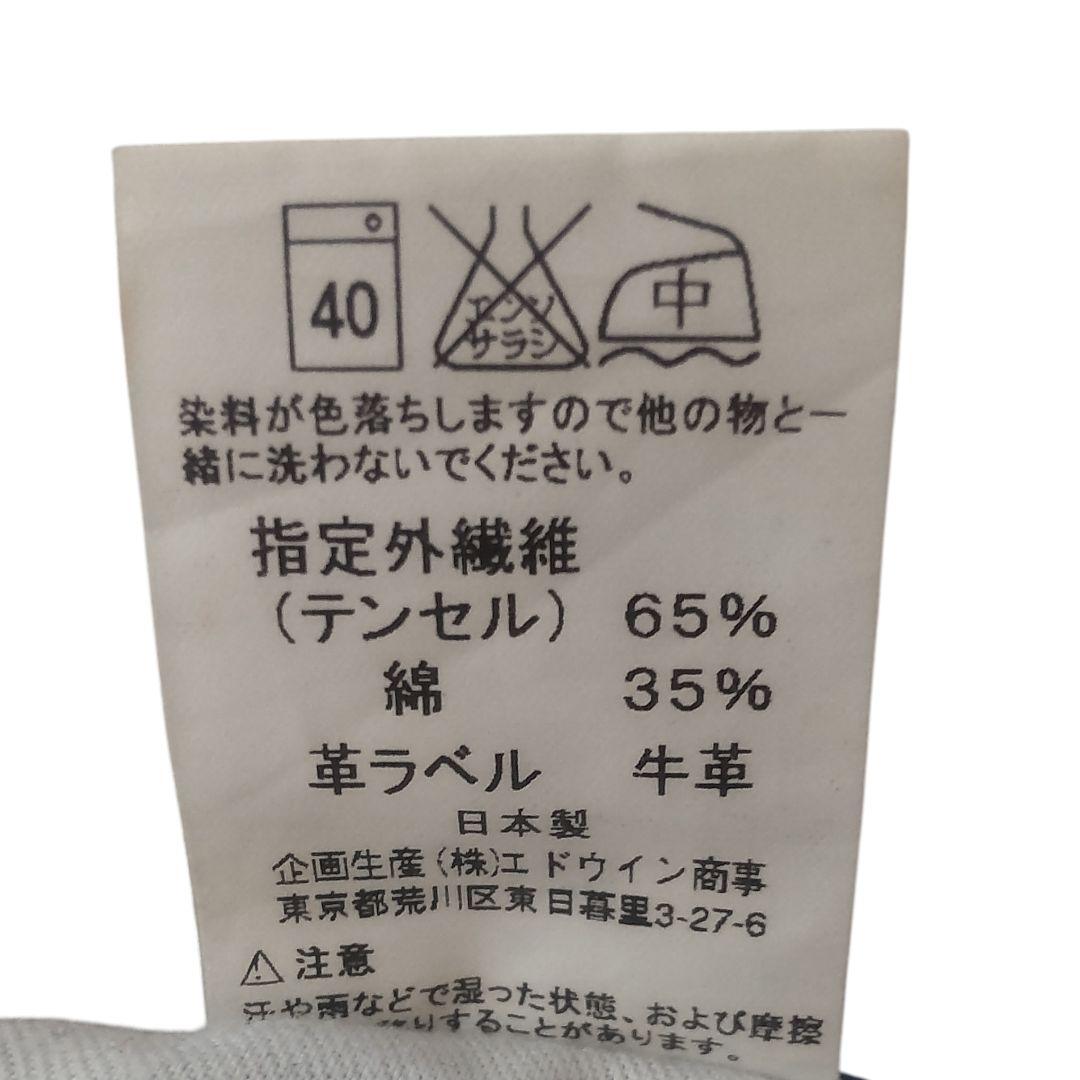 40
エンソ
サラシ
中
染料が色落ちしますので他の物と一
緒に洗わないでください。
指定外繊維
(テンセル) 65%
綿 35%
革ラベル 牛革
日本製
企画生産(株)エドウイン商事
東京都荒川区東日暮里3-27-6
⚠注意
汗や雨などで湿った状態、および摩擦
りすることがあります。